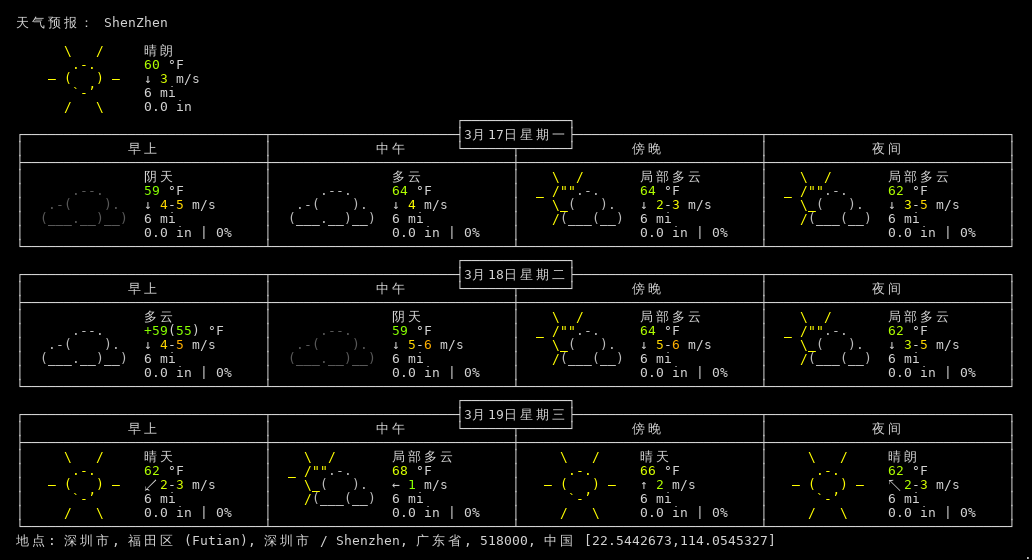 天气预报： ShenZhen
晴朗
60 °F
↓ 3 m/s
6 mi
0.0 in
3月17日星期一
早上 中午 傍晚 夜间
阴天 多云 局部多云 局部多云
59 °F 64 °F 64 °F 62 °F
↓ 4-5 m/s ↓ 4 m/s ↓ 2-3 m/s ↓ 3-5 m/s
6 mi 6 mi 6 mi 6 mi
0.0 in | 0% 0.0 in | 0% 0.0 in | 0% 0.0 in | 0%
3月18日星期二
早上 中午 傍晚 夜间
多云 阴天 局部多云 局部多云
+59(55) °F 59 °F 64 °F 62 °F
↓ 4-5 m/s ↓ 5-6 m/s ↓ 5-6 m/s ↓ 3-5 m/s
6 mi 6 mi 6 mi 6 mi
0.0 in | 0% 0.0 in | 0% 0.0 in | 0% 0.0 in | 0%
3月19日星期三
早上 中午 傍晚 夜间
晴天 局部多云 晴天 晴朗
62 °F 68 °F 66 °F 62 °F
↙ 2-3 m/s ← 1 m/s ↑ 2 m/s ↖ 2-3 m/s
6 mi 6 mi 6 mi 6 mi
0.0 in | 0% 0.0 in | 0% 0.0 in | 0% 0.0 in | 0%
地点: 深圳市, 福田区 (Futian), 深圳市 / Shenzhen, 广东省, 518000, 中国 [22.5442673,114.0545327]